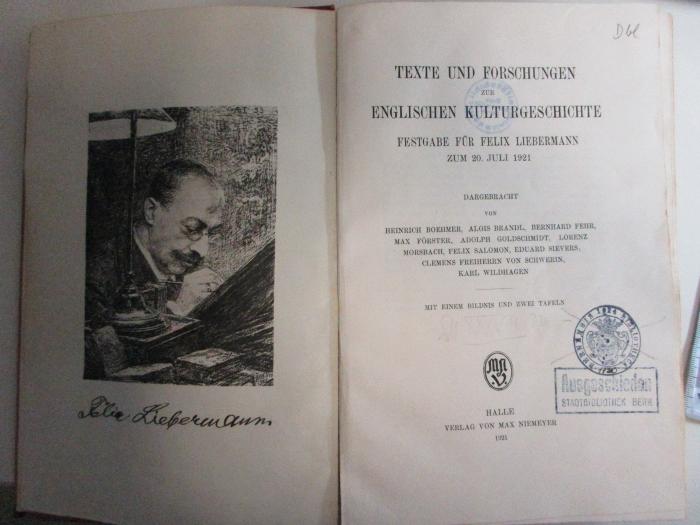 Felix Liebermann
Dbl
TEXTE UND FORSCHUNGEN
ZUR
ENGLISCHEN KULTURGESCHICHTE
FESTGABE FÜR FELIX LIEBERMANN
ZUM 20. JULI 1921
DARGEBRACHT
VON
HEINRICH BOEHMER, ALOIS BRANDL, BERNHARD FEHR,
MAX FÖRSTER, ADOLPH GOLDSCHMIDT, LORENZ
MORSBACH, FELIX SALOMON, EDUARD SIEVERS,
CLEMENS FREIHERRN VON SCHWERIN,
KARL WILDHAGEN
MIT EINEM BILDNIS UND ZWEI TAFELN
MN
V.
Ausgeschieden
STADTBIBLIOTHEK BERN
HALLE
VERLAG VON MAX NIEMEYER
1921